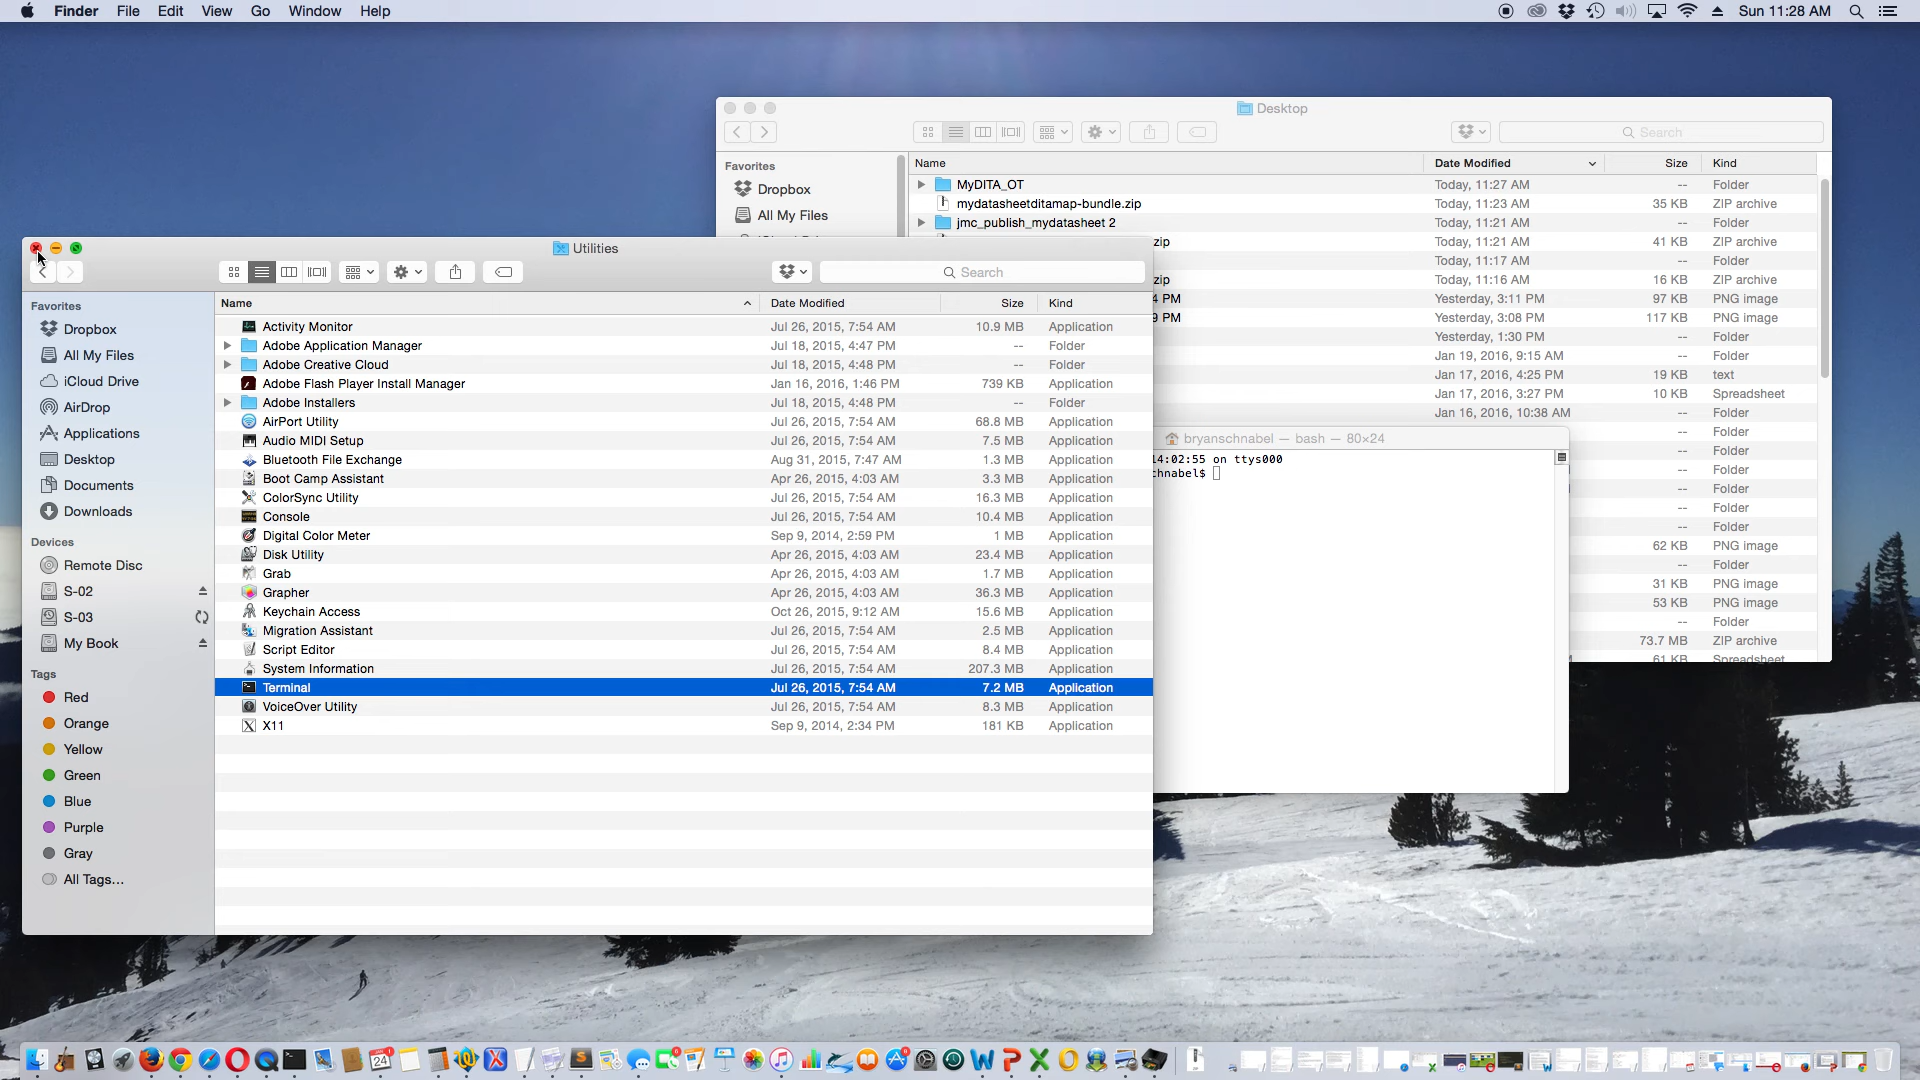 Finder File Edit View Go Window Help
Sun 11:28 AM
Desktop
Search
Favorites
Dropbox
All My Files
Name Date Modified Size Kind
MyDITA_OT Today, 11:27 AM -- Folder
mydatasheetditamap-bundle.zip Today, 11:23 AM 35 KB ZIP archive
jmc_publish_mydatasheet 2 Today, 11:21 AM -- Folder
zip Today, 11:21 AM 41 KB ZIP archive
Today, 11:17 AM -- Folder
zip Today, 11:16 AM 16 KB ZIP archive
4 PM Yesterday, 3:11 PM 97 KB PNG image
9 PM Yesterday, 3:08 PM 117 KB PNG image
Yesterday, 1:30 PM -- Folder
Jan 19, 2016, 9:15 AM -- Folder
Jan 17, 2016, 4:25 PM 19 KB text
Jan 17, 2016, 3:27 PM 10 KB Spreadsheet
Jan 16, 2016, 10:38 AM -- Folder
-- Folder
-- Folder
-- Folder
-- Folder
-- Folder
-- Folder
62 KB PNG image
-- Folder
31 KB PNG image
53 KB PNG image
-- Folder
73.7 MB ZIP archive
61 KB Spreadsheet
bryanschnabel — bash — 80×24
14:02:55 on ttys000
chnabel$
Utilities
Search
Favorites
Dropbox
All My Files
iCloud Drive
AirDrop
Applications
Desktop
Documents
Downloads
Devices
Remote Disc
S-02
S-03
My Book
Tags
Red
Orange
Yellow
Green
Blue
Purple
Gray
All Tags…
Name Date Modified Size Kind
Activity Monitor Jul 26, 2015, 7:54 AM 10.9 MB Application
Adobe Application Manager Jul 18, 2015, 4:47 PM -- Folder
Adobe Creative Cloud Jul 18, 2015, 4:48 PM -- Folder
Adobe Flash Player Install Manager Jan 16, 2016, 1:46 PM 739 KB Application
Adobe Installers Jul 18, 2015, 4:48 PM -- Folder
AirPort Utility Jul 26, 2015, 7:54 AM 68.8 MB Application
Audio MIDI Setup Jul 26, 2015, 7:54 AM 7.5 MB Application
Bluetooth File Exchange Aug 31, 2015, 7:47 AM 1.3 MB Application
Boot Camp Assistant Apr 26, 2015, 4:03 AM 3.3 MB Application
ColorSync Utility Jul 26, 2015, 7:54 AM 16.3 MB Application
Console Jul 26, 2015, 7:54 AM 10.4 MB Application
Digital Color Meter Sep 9, 2014, 2:59 PM 1 MB Application
Disk Utility Apr 26, 2015, 4:03 AM 23.4 MB Application
Grab Apr 26, 2015, 4:03 AM 1.7 MB Application
Grapher Apr 26, 2015, 4:03 AM 36.3 MB Application
Keychain Access Oct 26, 2015, 9:12 AM 15.6 MB Application
Migration Assistant Jul 26, 2015, 7:54 AM 2.5 MB Application
Script Editor Jul 26, 2015, 7:54 AM 8.4 MB Application
System Information Jul 26, 2015, 7:54 AM 207.3 MB Application
Terminal Jul 26, 2015, 7:54 AM 7.2 MB Application
VoiceOver Utility Jul 26, 2015, 7:54 AM 8.3 MB Application
X11 Sep 9, 2014, 2:34 PM 181 KB Application